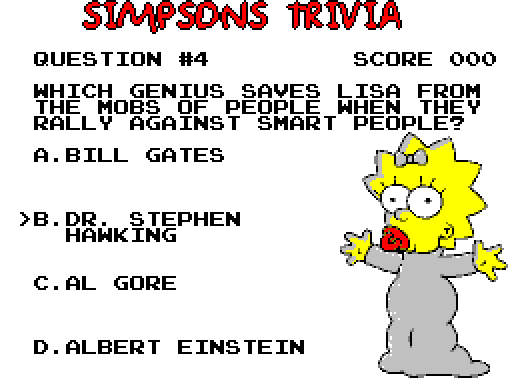 SIMPSONS TRIVIA
QUESTION #4 SCORE 000
WHICH GENIUS SAVES LISA FROM
THE MOBS OF PEOPLE WHEN THEY
RALLY AGAINST SMART PEOPLE?
A.BILL GATES
>B.DR. STEPHEN
HAWKING
C.AL GORE
D.ALBERT EINSTEIN